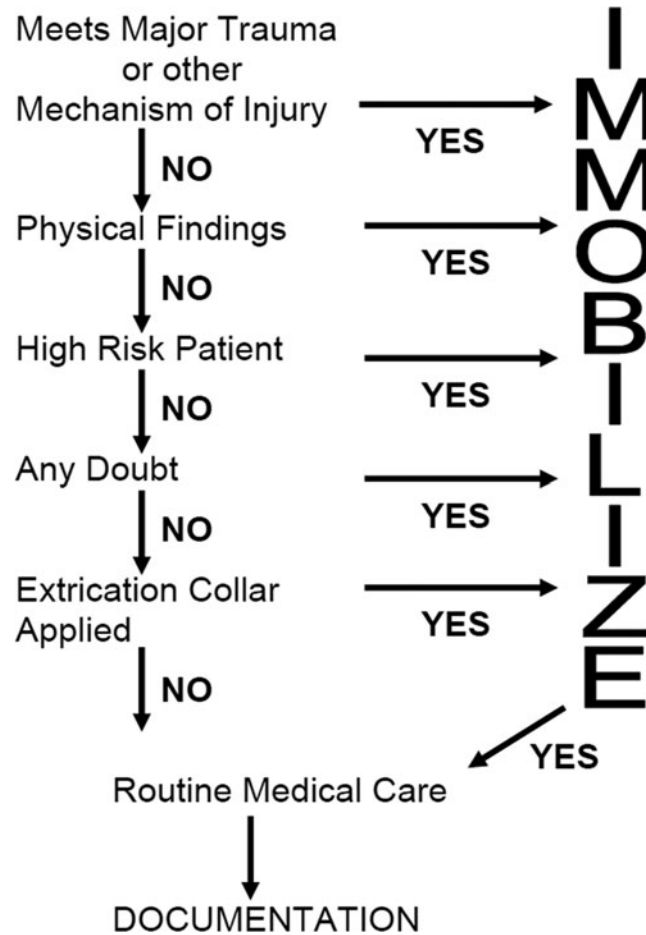 Meets Major Trauma
or other
Mechanism of Injury
YES
NO
Physical Findings
YES
NO
High Risk Patient
YES
NO
Any Doubt
YES
NO
Extrication Collar
Applied
YES
NO
IMMOBILIZE
YES
Routine Medical Care
DOCUMENTATION